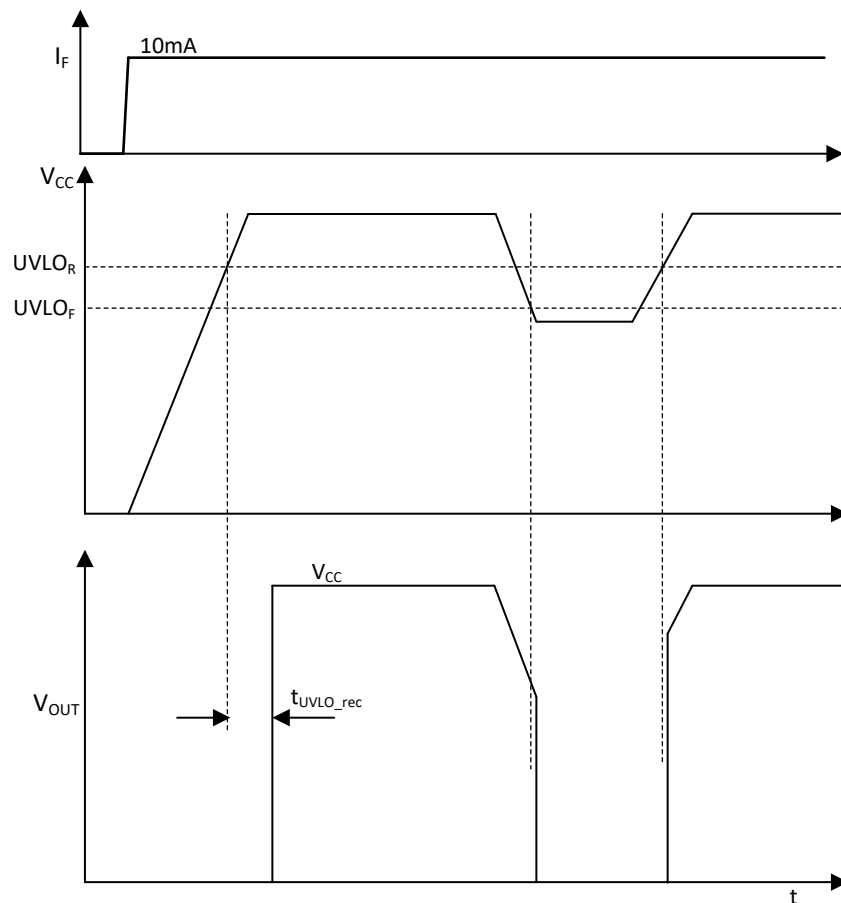 10mA
I_F
V_CC
UVLO_R
UVLO_F
V_CC
V_OUT
t_UVLO_rec
t